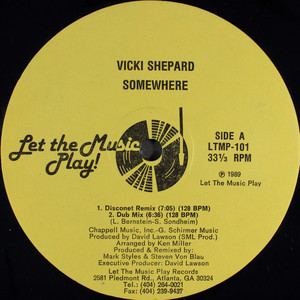 VICKI SHEPARD
SOMEWHERE
Let the Music
Play!
SIDE A
LTMP-101
33⅓ RPM
℗ 1989
Let The Music Play
1. Disconet Remix (7:05) (128 BPM)
2. Dub Mix (6:36) (128 BPM)
(L. Bernstein-S. Sondheim)
Chappell Music, Inc.-G. Schirmer Music
Produced by David Lawson (SML Prod.)
Arranged by Ken Miller
Produced & Remixed by:
Mark Styles & Steven Von Blau
Executive Producer: David Lawson
Let The Music Play Records
2581 Piedmont Rd., Atlanta, GA 30324
Tel: (404) 264-0021
Fax: (404) 239-9437